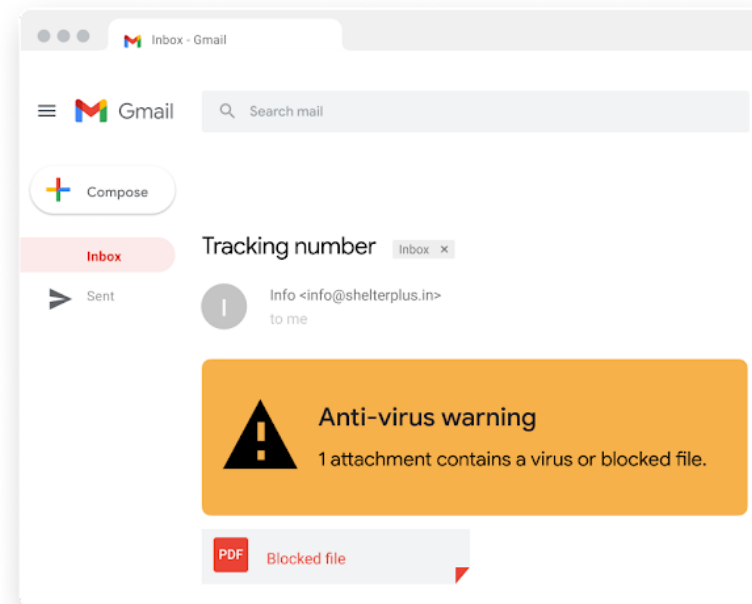 Inbox - Gmail
Gmail
Search mail
Compose
Inbox
Sent
Tracking number Inbox ×
I
Info <info@shelterplus.in>
to me
Anti-virus warning
1 attachment contains a virus or blocked file.
PDF Blocked file